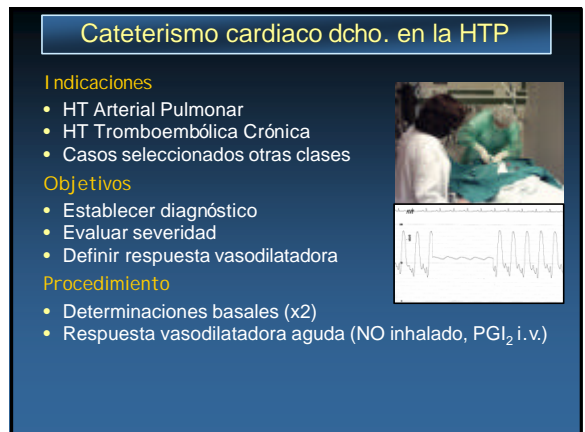 Cateterismo cardiaco dcho. en la HTP
Indicaciones
• HT Arterial Pulmonar
• HT Tromboembólica Crónica
• Casos seleccionados otras clases
Objetivos
• Establecer diagnóstico
• Evaluar severidad
• Definir respuesta vasodilatadora
Procedimiento
• Determinaciones basales (x2)
• Respuesta vasodilatadora aguda (NO inhalado, PGI₂ i.v.)